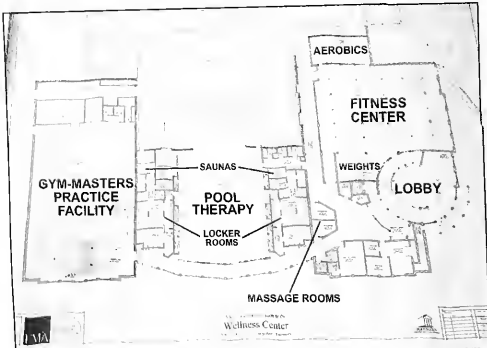 AEROBICS
FITNESS
CENTER
SAUNAS
WEIGHTS
GYM-MASTERS
PRACTICE
FACILITY
POOL
THERAPY
LOBBY
LOCKER
ROOMS
MASSAGE ROOMS
Wellness Center